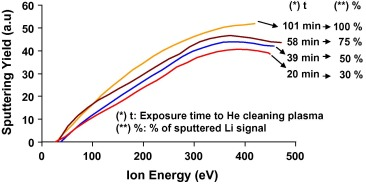 (*) t (**) %
101 min 100 %
58 min 75 %
39 min 50 %
20 min 30 %
Sputtering Yield (a.u)
60
50
40
30
20
10
0
(*) t: Exposure time to He cleaning plasma
(**) %: % of sputtered Li signal
0 100 200 300 400 500
Ion Energy (eV)